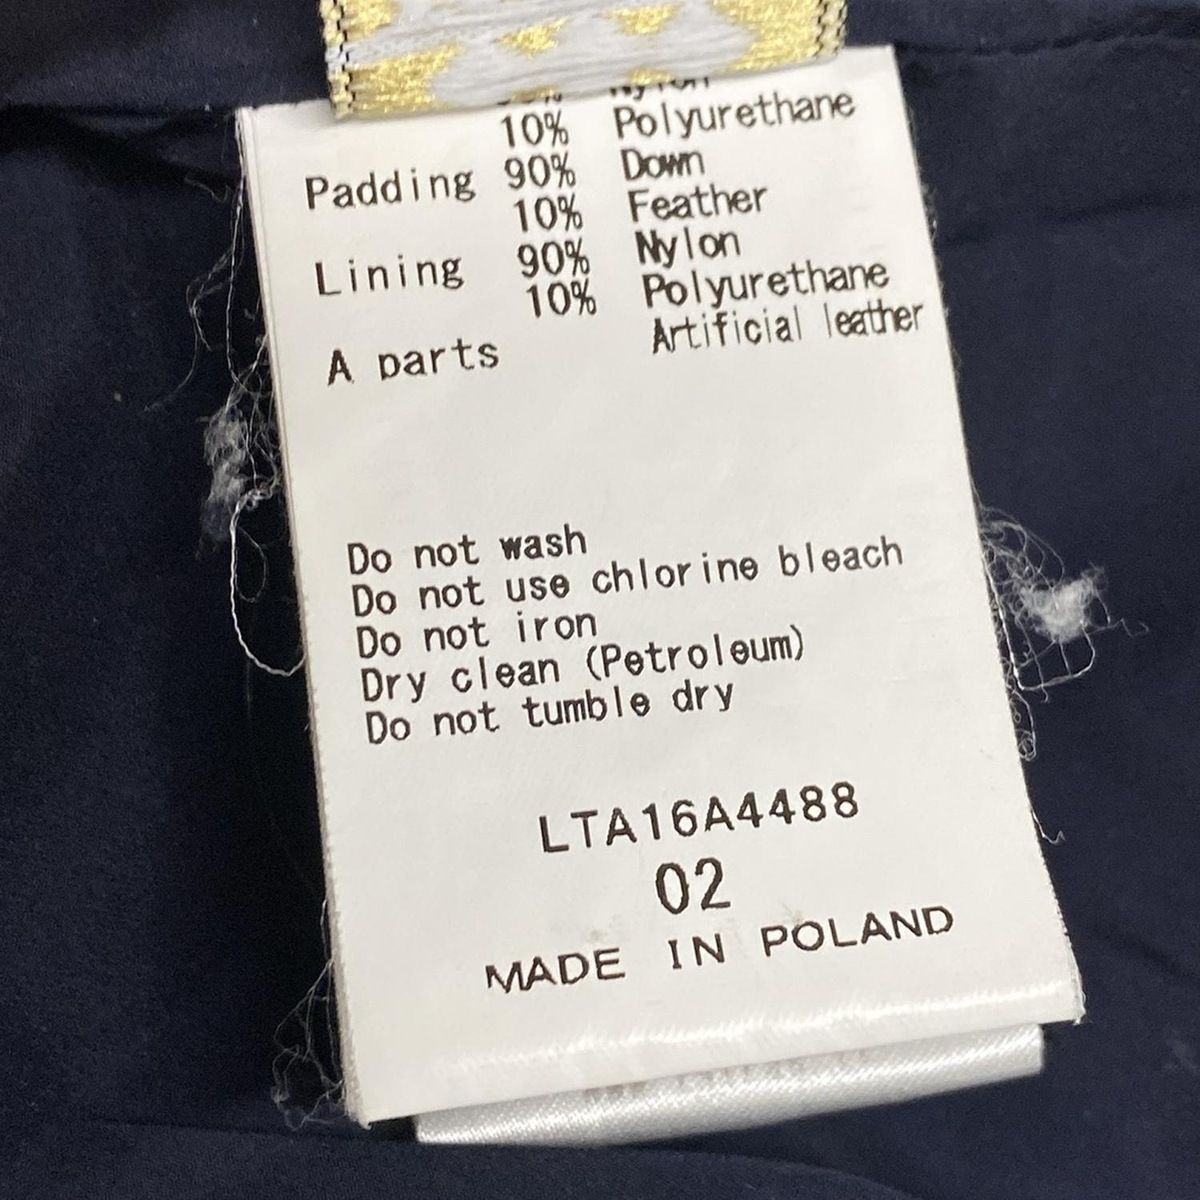 10% Polyurethane
Padding 90% Down
10% Feather
Lining 90% Nylon
10% Polyurethane
A parts Artificial leather
Do not wash
Do not use chlorine bleach
Do not iron
Dry clean (Petroleum)
Do not tumble dry
LTA16A4488
02
MADE IN POLAND